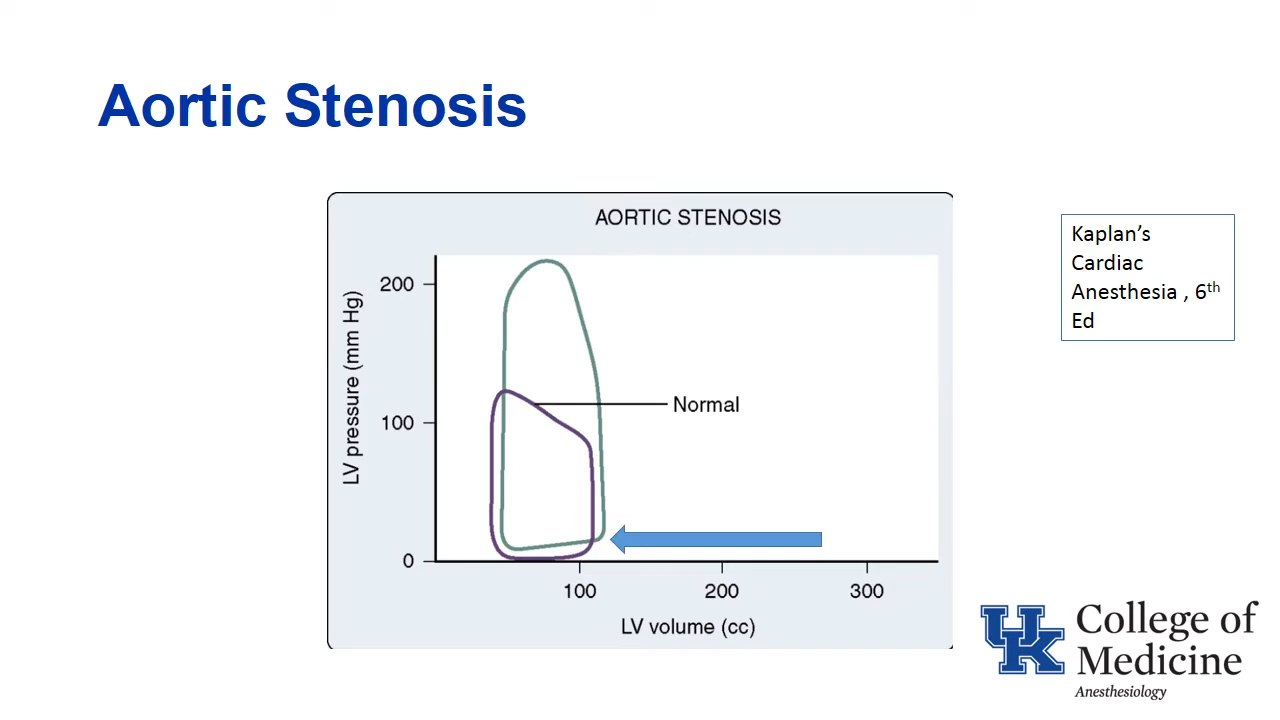 Aortic Stenosis
AORTIC STENOSIS
Kaplan’s
Cardiac
Anesthesia , 6th
Ed
LV pressure (mm Hg)
200
100
0
Normal
100
200
300
LV volume (cc)
UK
College of
Medicine
Anesthesiology